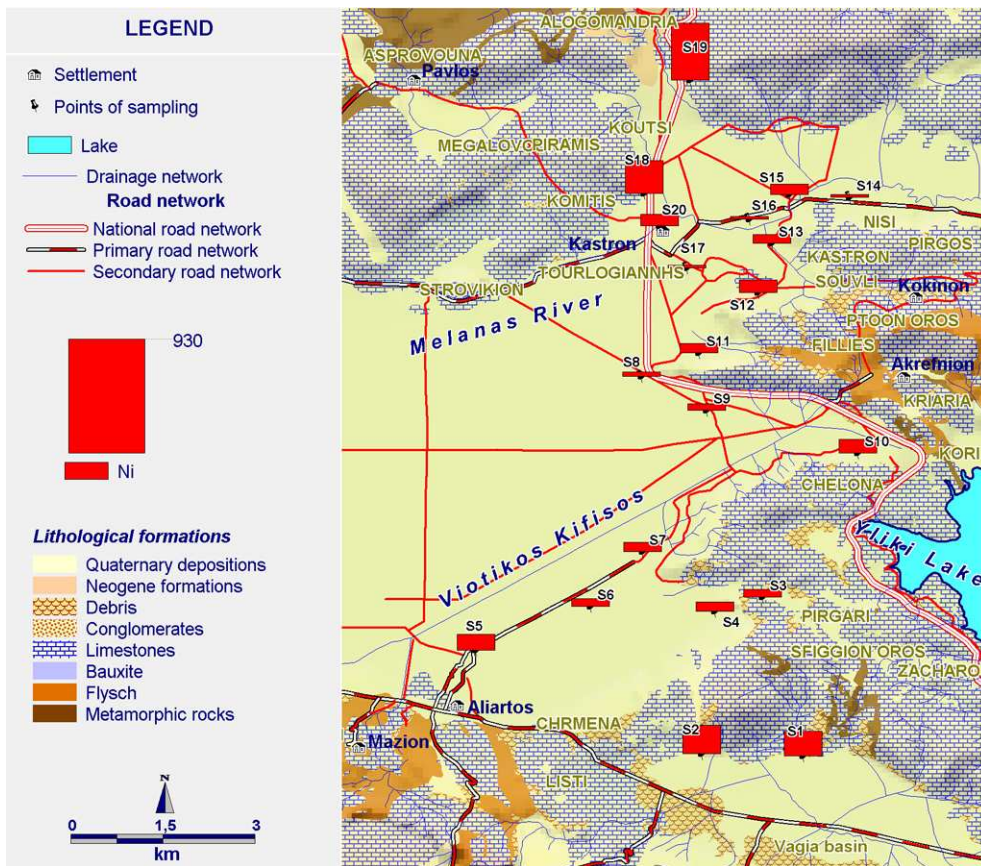 LEGEND
Settlement
Points of sampling
Lake
Drainage network
Road network
National road network
Primary road network
Secondary road network
930
Ni
Lithological formations
Quaternary depositions
Neogene formations
Debris
Conglomerates
Limestones
Bauxite
Flysch
Metamorphic rocks
N
0 1,5 3
km
ALOGOMANDRIA
S19
ASPROVOUNA
Pavlos
KOUTSI
MEGALOVO
PIRAMIS
S18
KOMITIS
S15
S14
S20
S16
NISI
Kastron
S13
PIRGOS
S17
KASTRON
TOURLOGIANNHS
SOUVLI
Kokinon
STROVIKION
S12
Melanas River
PTOON OROS
FILLIES
S11
S8
Akrefnion
KRIARIA
S9
S10
KORI
CHELONA
Viotikos Kifisos
Yliki Lake
S7
S3
S6
S4
PIRGARI
S5
SFIGGION OROS
ZACHARO
Aliartos
CHRMENA
S2
S1
Mazion
LISTI
Vagia basin